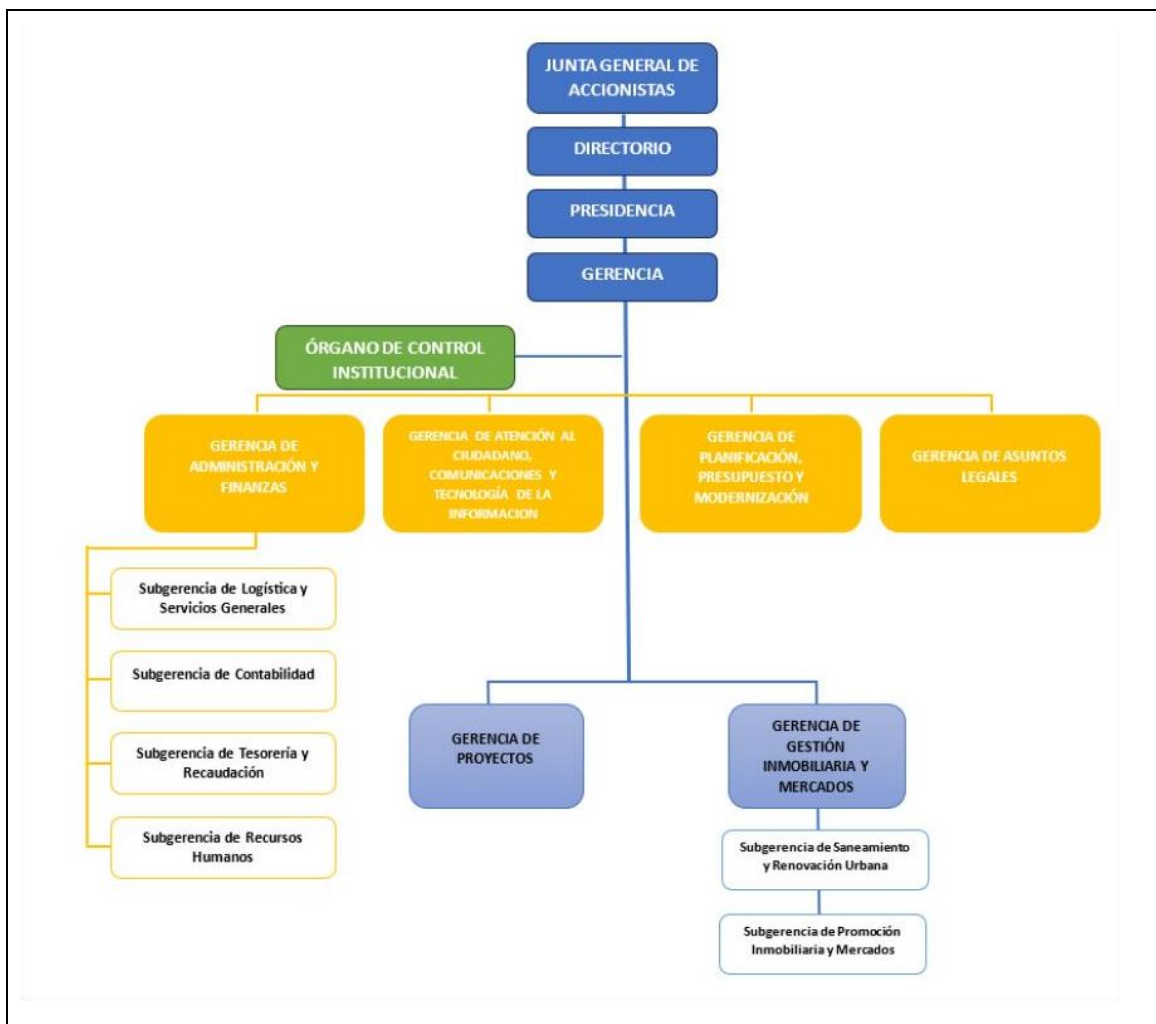 JUNTA GENERAL DE
ACCIONISTAS
DIRECTORIO
PRESIDENCIA
GERENCIA
ÓRGANO DE CONTROL
INSTITUCIONAL
GERENCIA DE
ADMINISTRACIÓN Y
FINANZAS
GERENCIA DE ATENCIÓN AL
CIUDADANO,
COMUNICACIONES Y
TECNOLOGÍA DE LA
INFORMACION
GERENCIA DE
PLANIFICACIÓN,
PRESUPUESTO Y
MODERNIZACIÓN
GERENCIA DE ASUNTOS
LEGALES
Subgerencia de Logística y
Servicios Generales
Subgerencia de Contabilidad
Subgerencia de Tesorería y
Recaudación
Subgerencia de Recursos
Humanos
GERENCIA DE
PROYECTOS
GERENCIA DE
GESTIÓN
INMOBILIARIA Y
MERCADOS
Subgerencia de Saneamiento
y Renovación Urbana
Subgerencia de Promoción
Inmobiliaria y Mercados